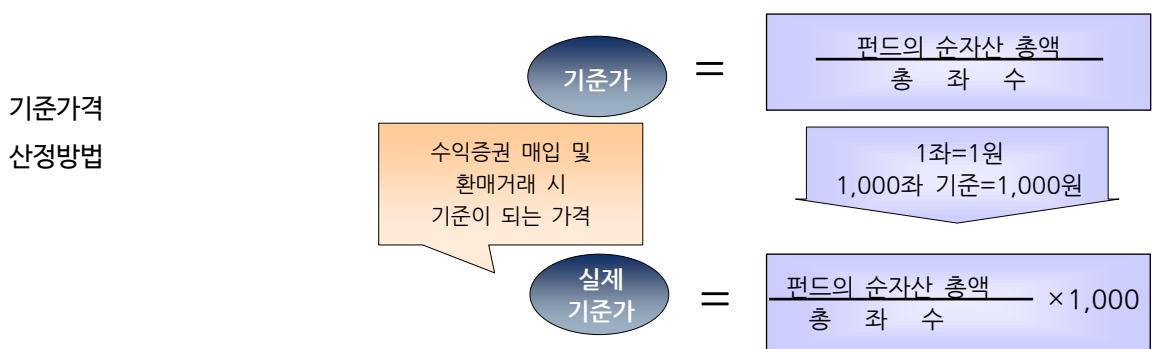 기준가격
산정방법
기준가
=
펀드의 순자산 총액
총 좌 수
수익증권 매입 및
환매거래 시
기준이 되는 가격
1좌=1원
1,000좌 기준=1,000원
실제
기준가
=
펀드의 순자산 총액
총 좌 수
×1,000